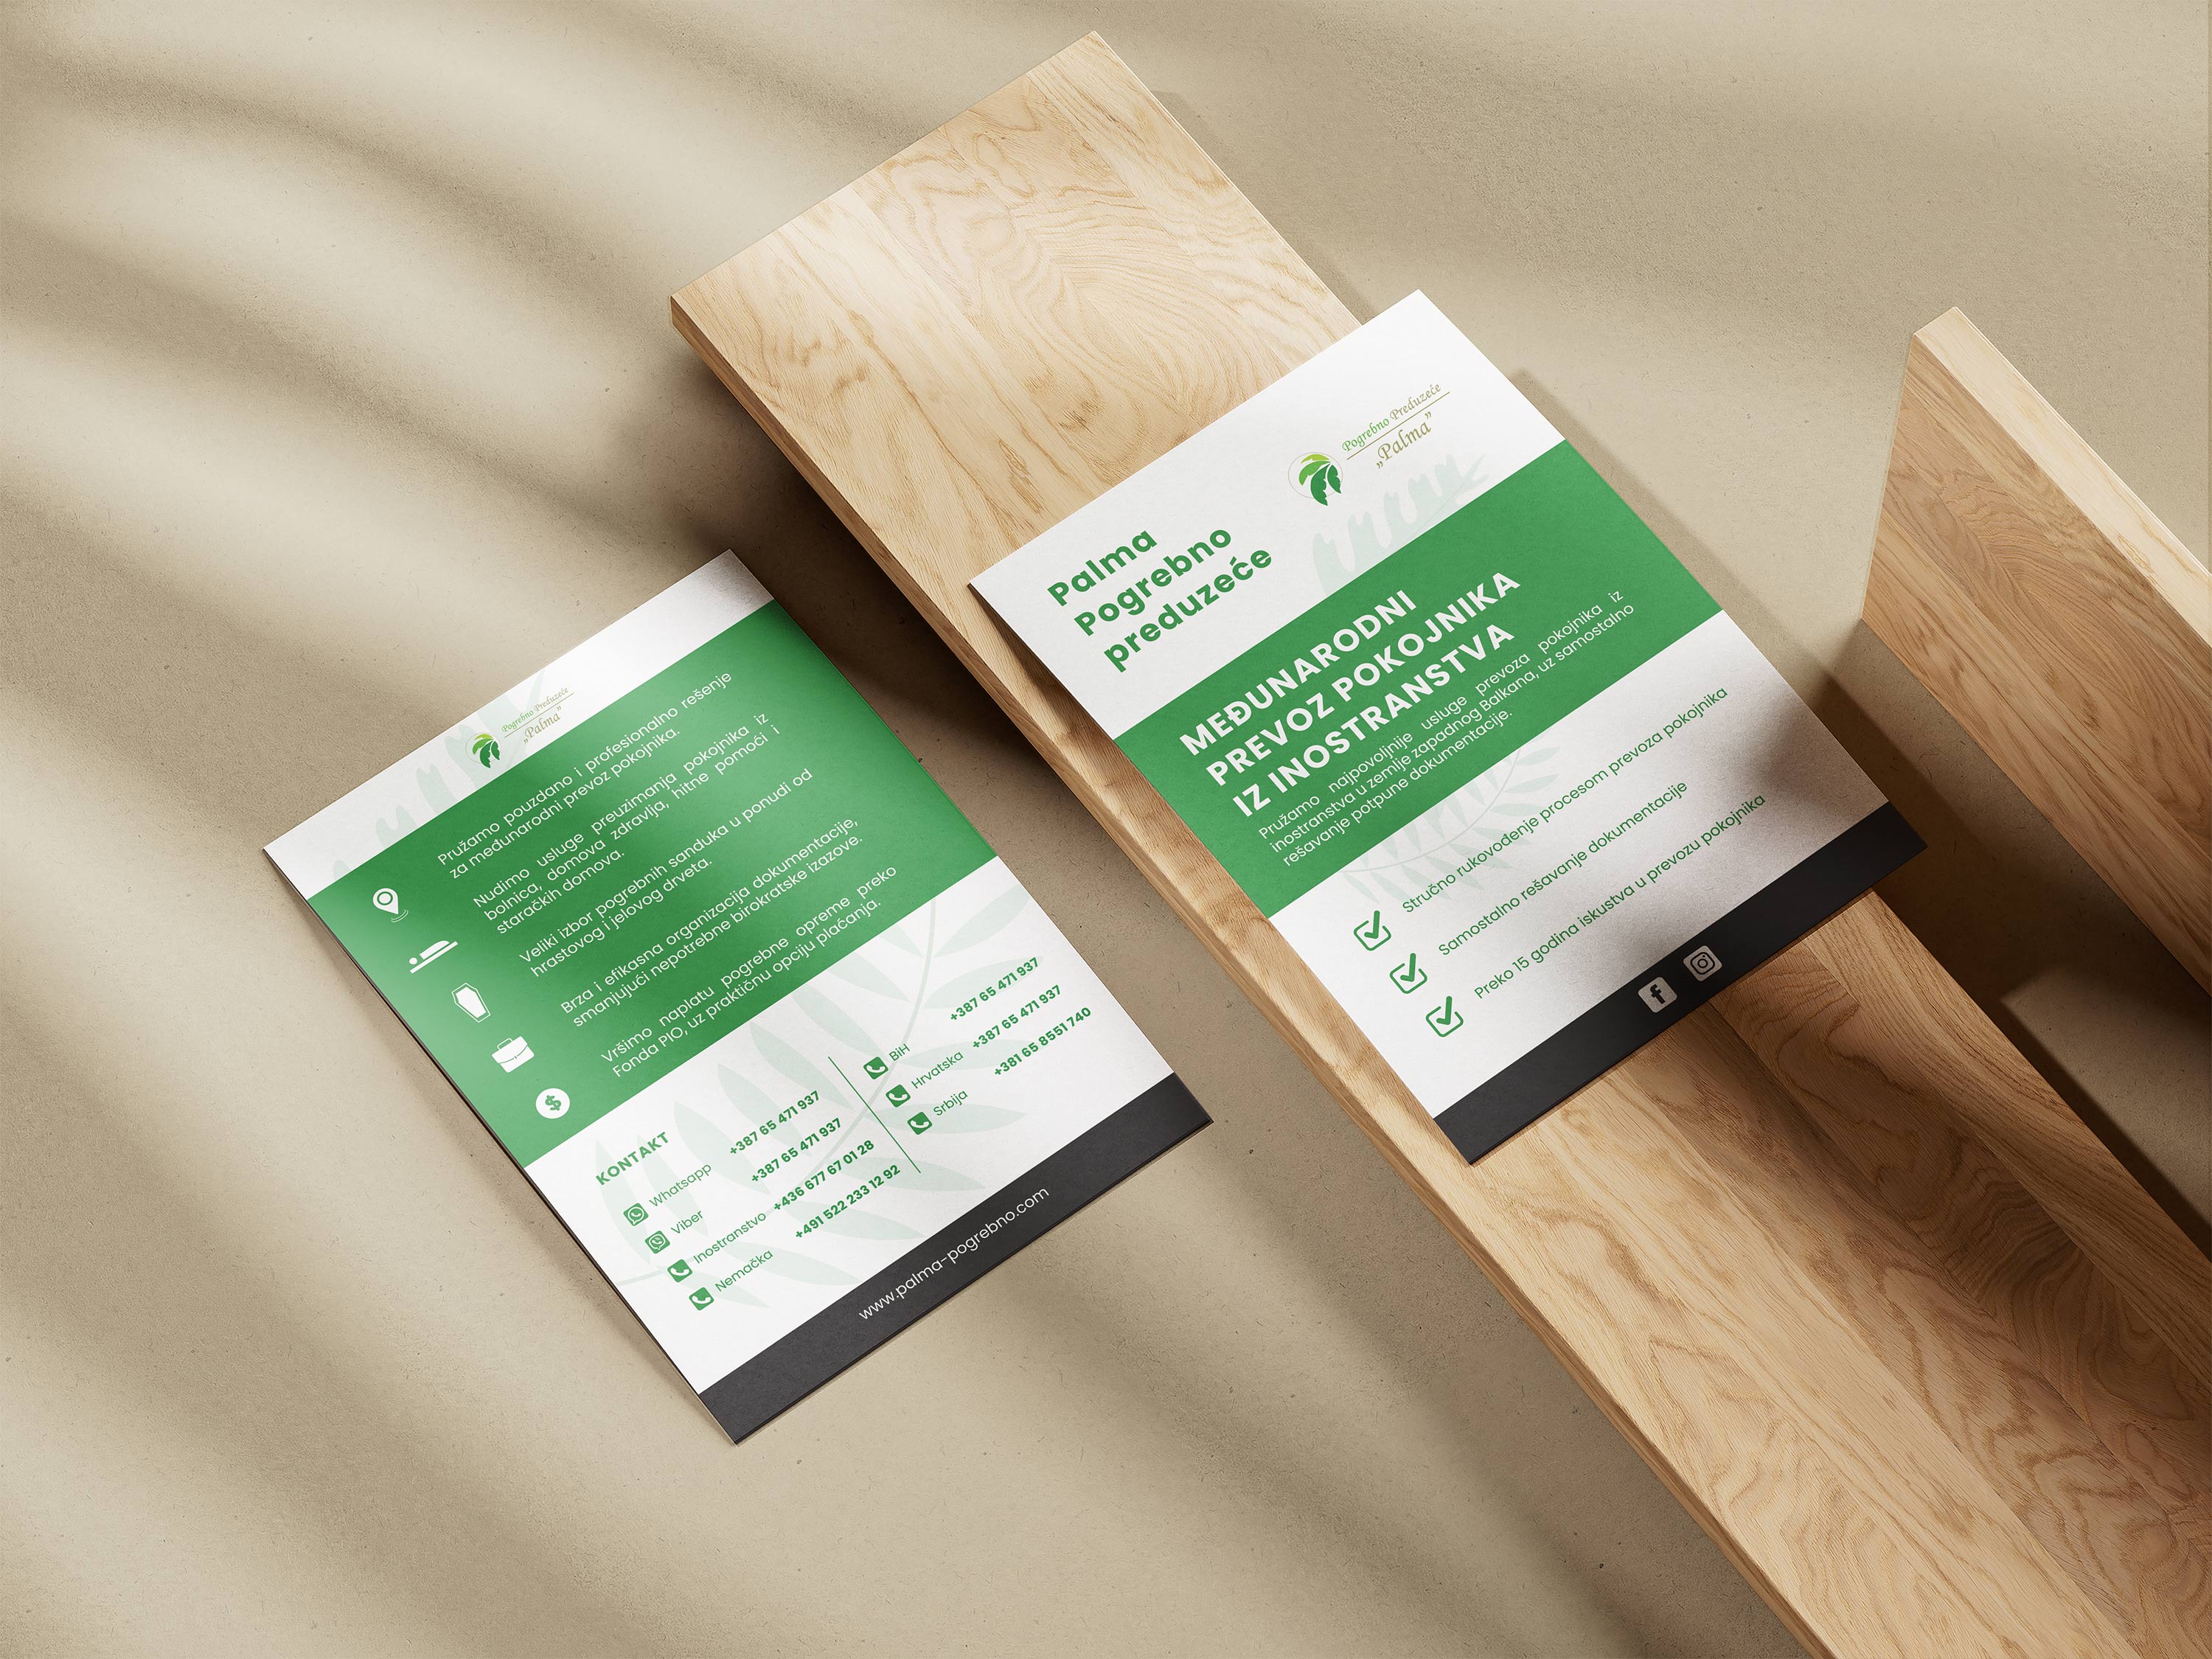 Pogrebno Preduzeće
„Palma”
Pružamo pouzdano i profesionalno rešenje
za međunarodni prevoz pokojnika.
Nudimo usluge preuzimanja pokojnika iz
bolnica, domova zdravlja, hitne pomoći i
staračkih domova.
Veliki izbor pogrebnih sanduka u ponudi od
hrastovog i jelovog drveta.
Brza i efikasna organizacija dokumentacije,
smanjujući nepotrebne birokratske izazove.
Vršimo naplatu pogrebne opreme preko
Fonda PIO, uz praktičnu opciju plaćanja.
KONTAKT
Whatsapp +387 65 471 937
Viber +387 65 471 937
Inostranstvo +436 677 67 01 28
Nemačka +491 522 233 12 92
BiH +387 65 471 937
Hrvatska +387 65 471 937
Srbija +381 65 8551 740
www.palma-pogrebno.com
Pogrebno Preduzeće
„Palma”
Palma
Pogrebno
preduzeće
MEĐUNARODNI
PREVOZ POKOJNIKA
IZ INOSTRANSTVA
Pružamo najpovoljnije usluge prevoza pokojnika iz
inostranstva u zemlje zapadnog Balkana, uz samostalno
rešavanje potpune dokumentacije.
Stručno rukovođenje procesom prevoza pokojnika
Samostalno rešavanje dokumentacije
Preko 15 godina iskustva u prevozu pokojnika